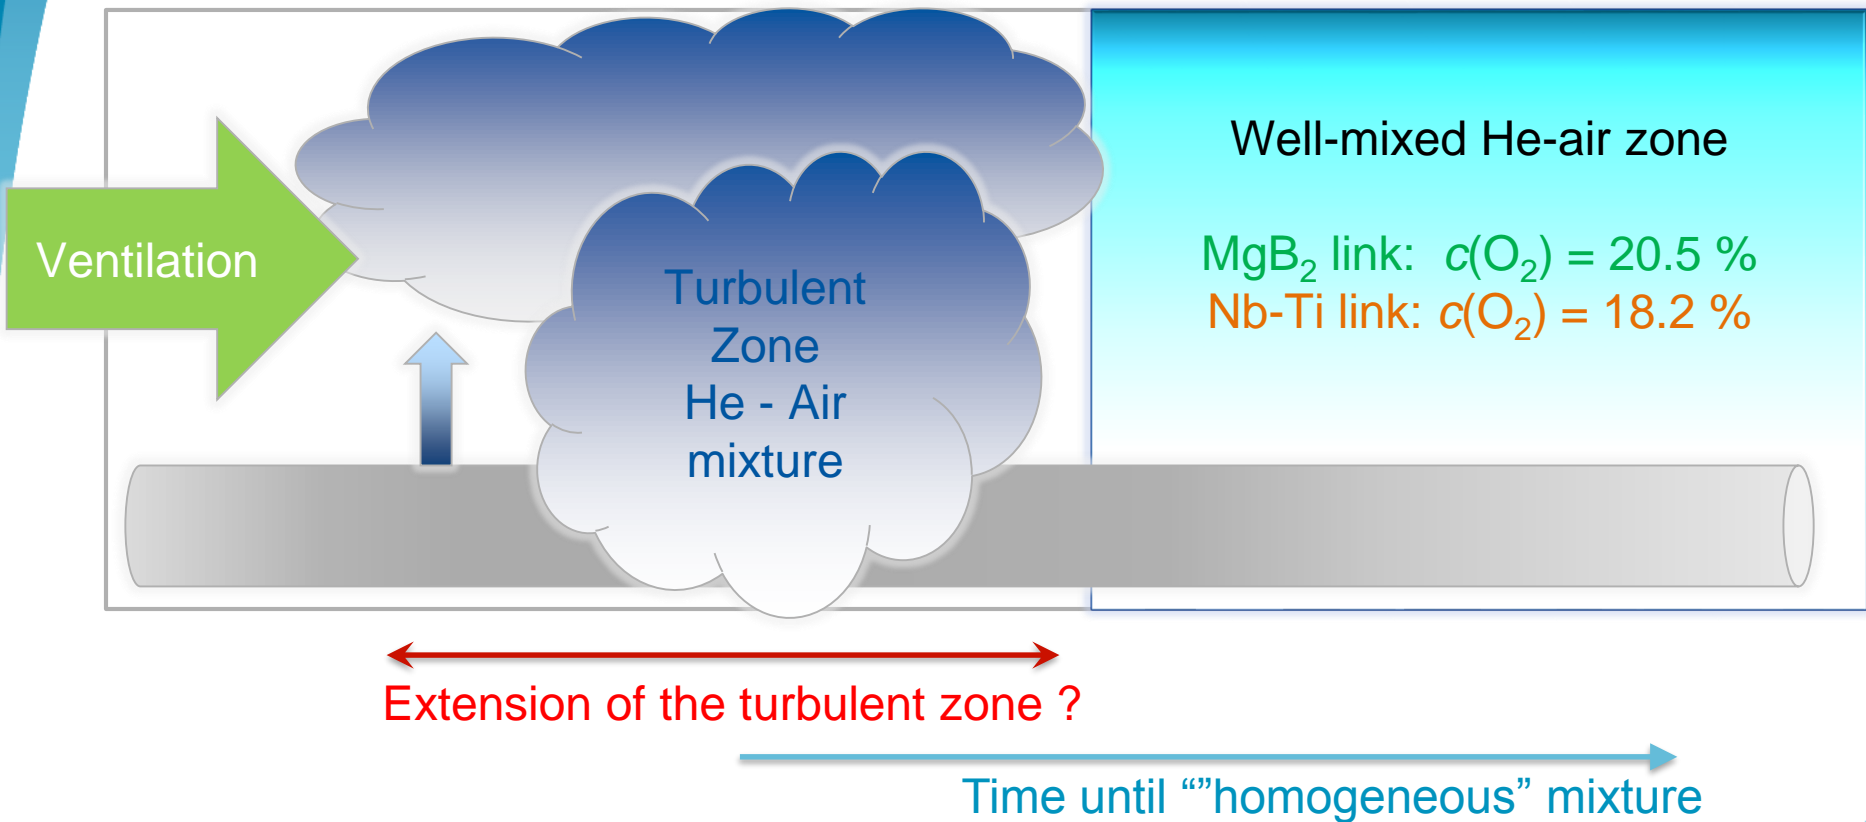 Ventilation
Turbulent
Zone
He - Air
mixture
Well-mixed He-air zone
MgB₂ link: c(O₂) = 20.5 %
Nb-Ti link: c(O₂) = 18.2 %
Extension of the turbulent zone ?
Time until “”homogeneous” mixture